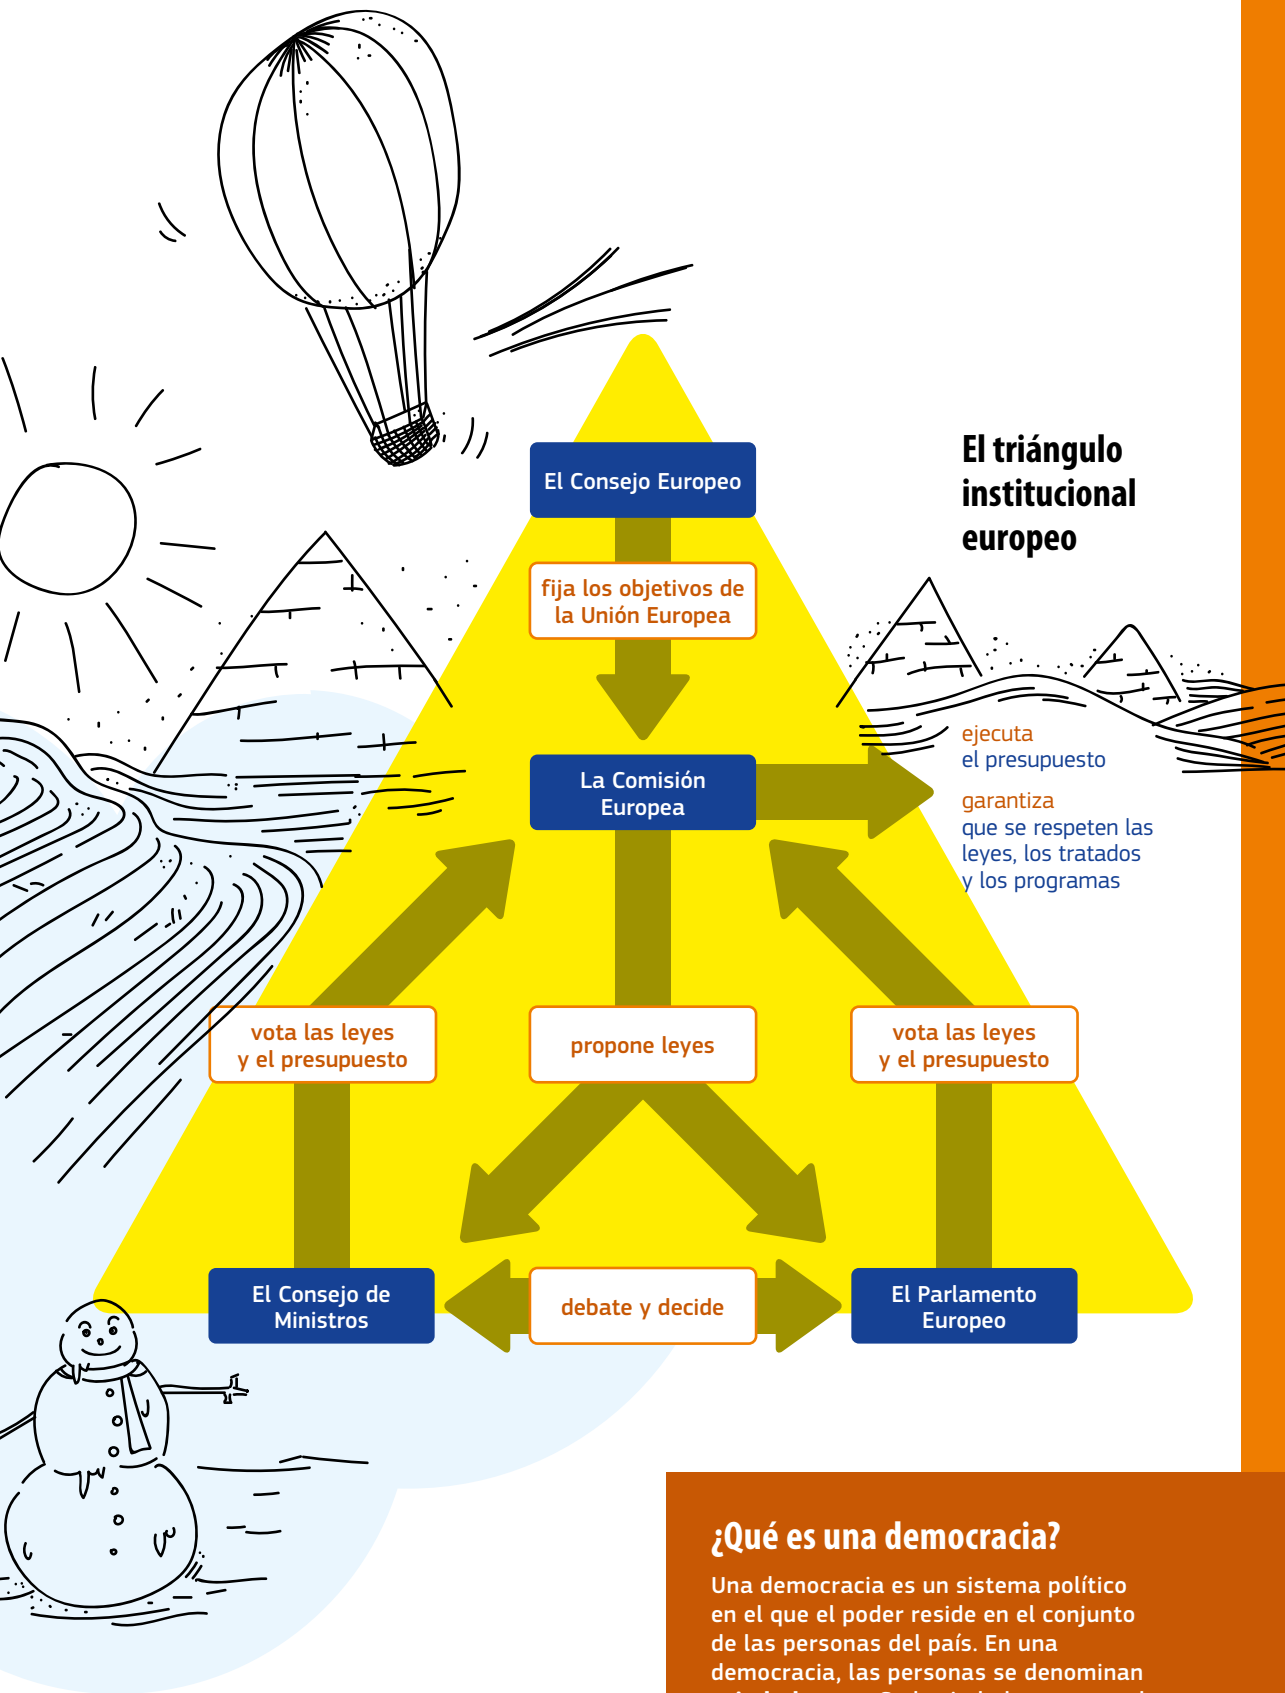 El triángulo
institucional
europeo
El Consejo Europeo
fija los objetivos de
la Unión Europea
La Comisión
Europea
ejecuta
el presupuesto
garantiza
que se respeten las
leyes, los tratados
y los programas
vota las leyes
y el presupuesto
propone leyes
vota las leyes
y el presupuesto
El Consejo de
Ministros
debate y decide
El Parlamento
Europeo
¿Qué es una democracia?
Una democracia es un sistema político
en el que el poder reside en el conjunto
de las personas del país. En una
democracia, las personas se denominan